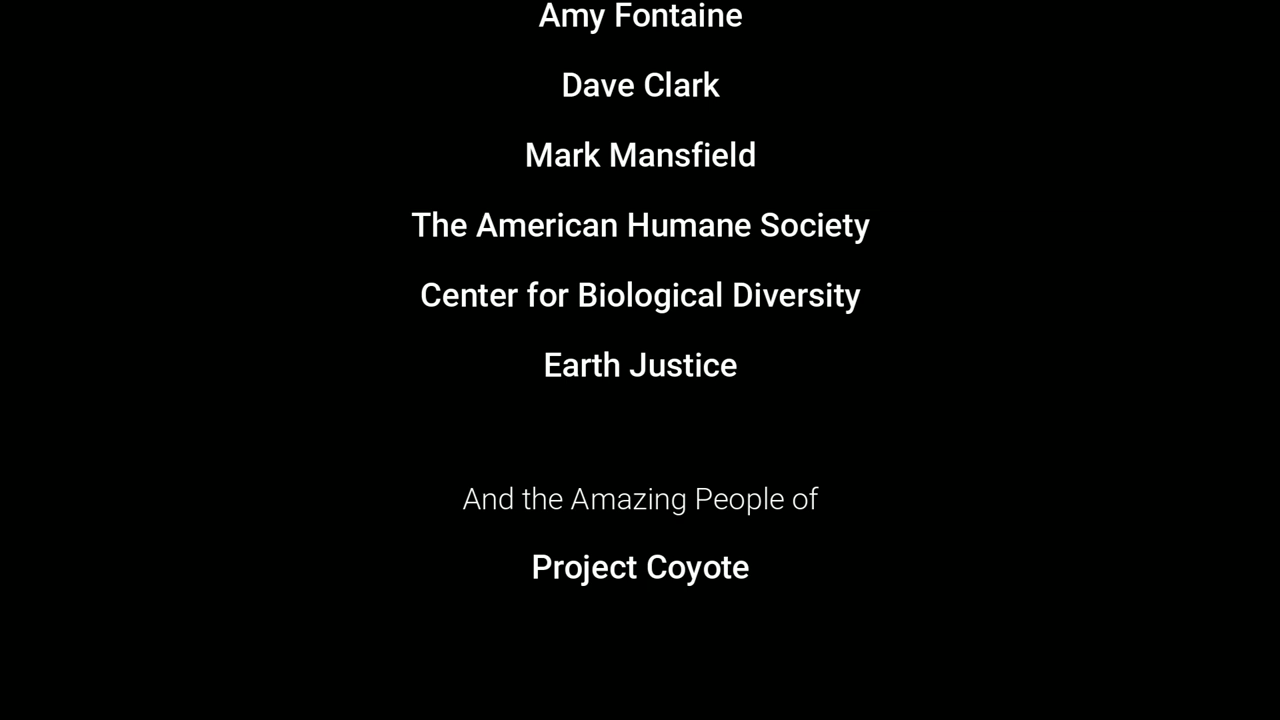 Amy Fontaine
Dave Clark
Mark Mansfield
The American Humane Society
Center for Biological Diversity
Earth Justice
And the Amazing People of
Project Coyote